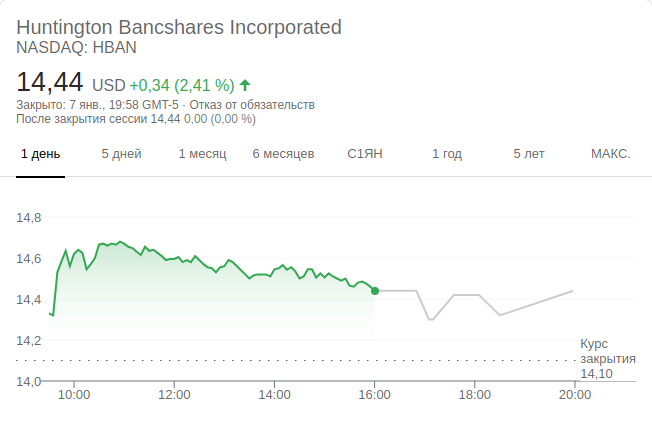 Huntington Bancshares Incorporated
NASDAQ: HBAN
14,44 USD +0,34 (2,41 %)
Закрыто: 7 янв., 19:58 GMT-5 · Отказ от обязательств
После закрытия сессии 14,44 0,00 (0,00 %)
1 день 5 дней 1 месяц 6 месяцев С1ЯН 1 год 5 лет МАКС.
14,8
14,6
14,4
14,2
Курс
закрытия
14,10
14,0
10:00 12:00 14:00 16:00 18:00 20:00